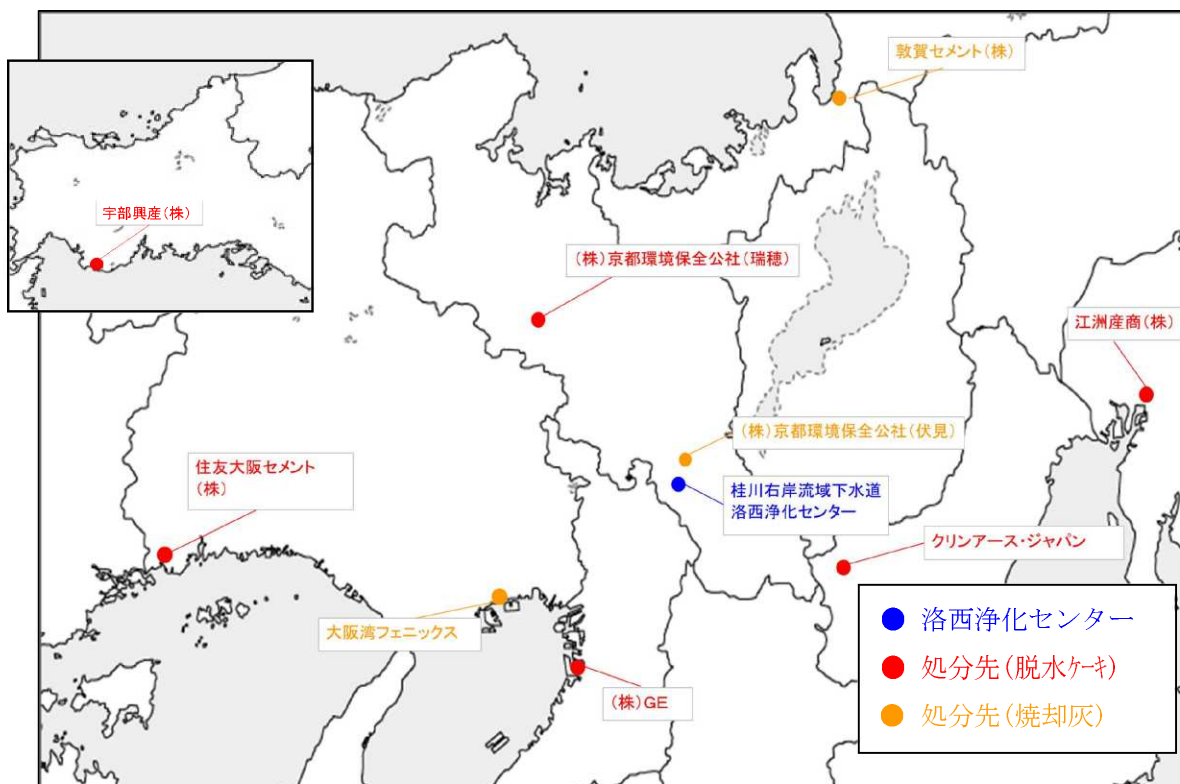 敦賀セメント(株)
宇部興産(株)
(株)京都環境保全公社(瑞穂)
江洲産商(株)
(株)京都環境保全公社(伏見)
住友大阪セメント
(株)
桂川右岸流域下水道
洛西浄化センター
クリンアース・ジャパン
大阪湾フェニックス
(株)GE
洛西浄化センター
処分先(脱水ケーキ)
処分先(焼却灰)